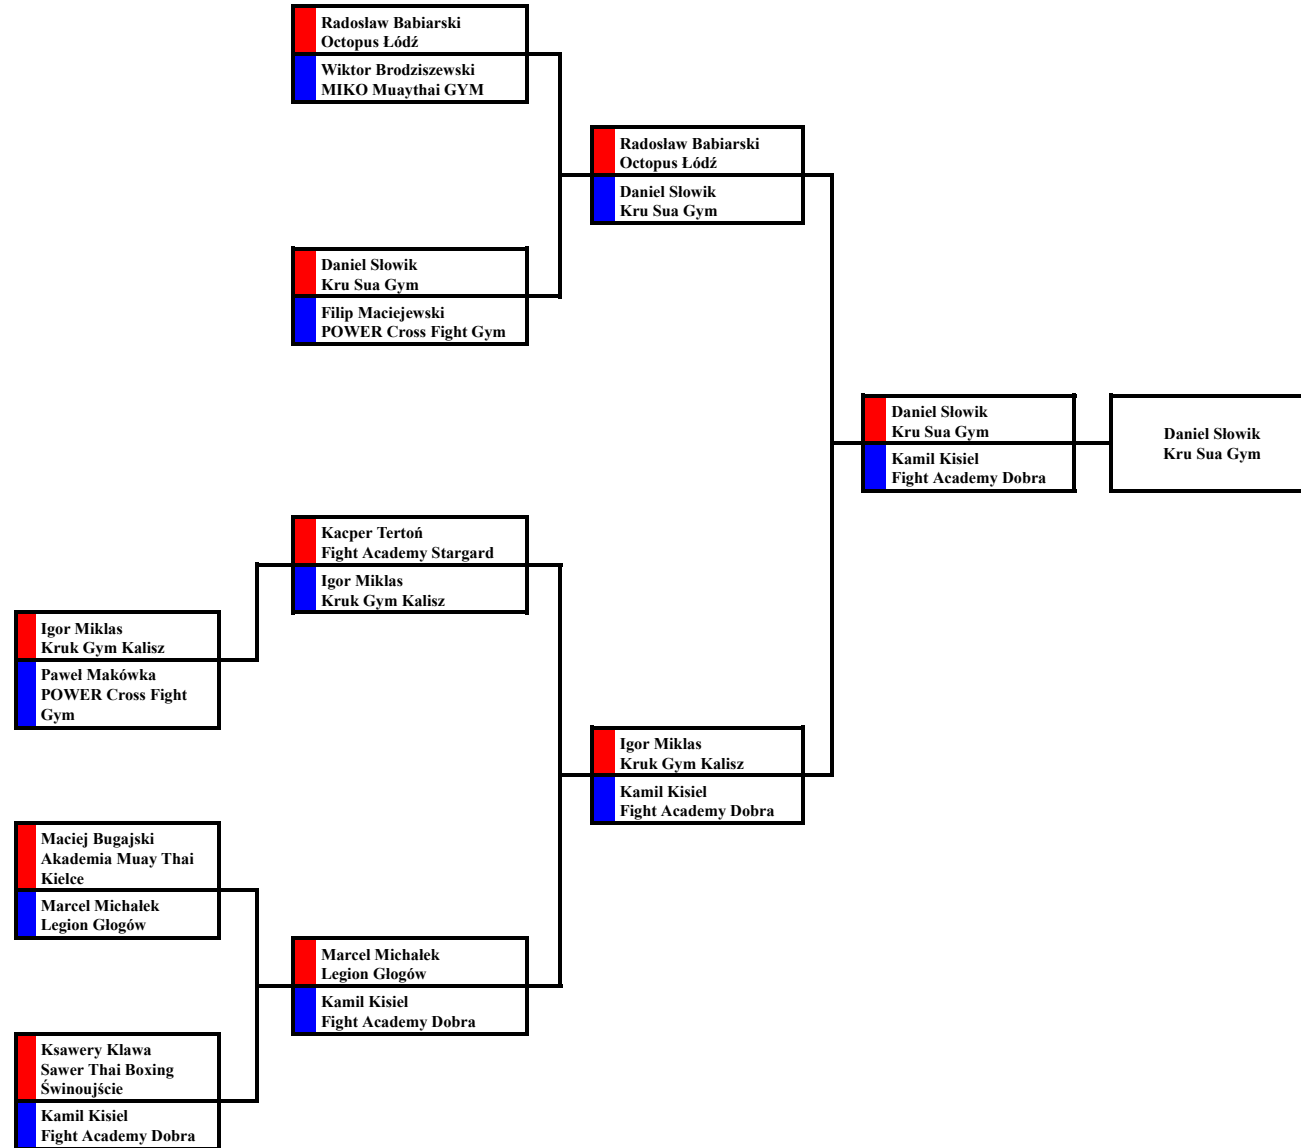 Radosław Babiarski
Octopus Łódź
Wiktor Brodziszewski
MIKO Muaythai GYM
Radosław Babiarski
Octopus Łódź
Daniel Słowik
Kru Sua Gym
Daniel Słowik
Kru Sua Gym
Filip Maciejewski
POWER Cross Fight Gym
Daniel Słowik
Kru Sua Gym
Kamil Kisiel
Fight Academy Dobra
Daniel Słowik
Kru Sua Gym
Kacper Tertoń
Fight Academy Stargard
Igor Miklas
Kruk Gym Kalisz
Igor Miklas
Kruk Gym Kalisz
Paweł Makówka
POWER Cross Fight
Gym
Igor Miklas
Kruk Gym Kalisz
Kamil Kisiel
Fight Academy Dobra
Maciej Bugajski
Akademia Muay Thai
Kielce
Marcel Michałek
Legion Głogów
Marcel Michałek
Legion Głogów
Kamil Kisiel
Fight Academy Dobra
Ksawery Klawa
Sawer Thai Boxing
Świnoujście
Kamil Kisiel
Fight Academy Dobra